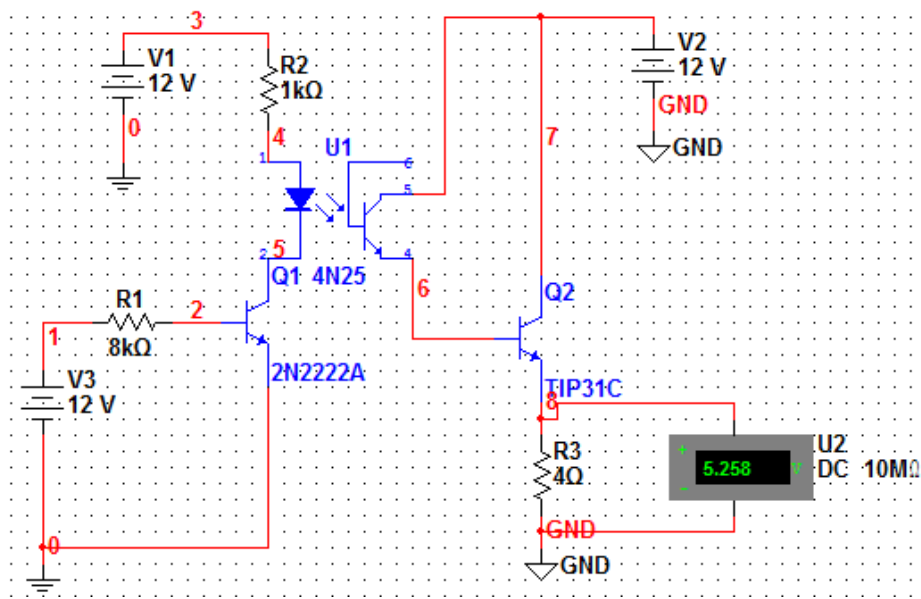 3
V1
12 V
0
R2
1kΩ
4
U1
1
2
5
6
5
4
4N25
Q1
2N2222A
R1
8kΩ
2
1
V3
12 V
0
6
7
V2
12 V
GND
GND
Q2
TIP31C
8
R3
4Ω
GND
GND
+
5.258
V
-
U2
DC 10MΩ